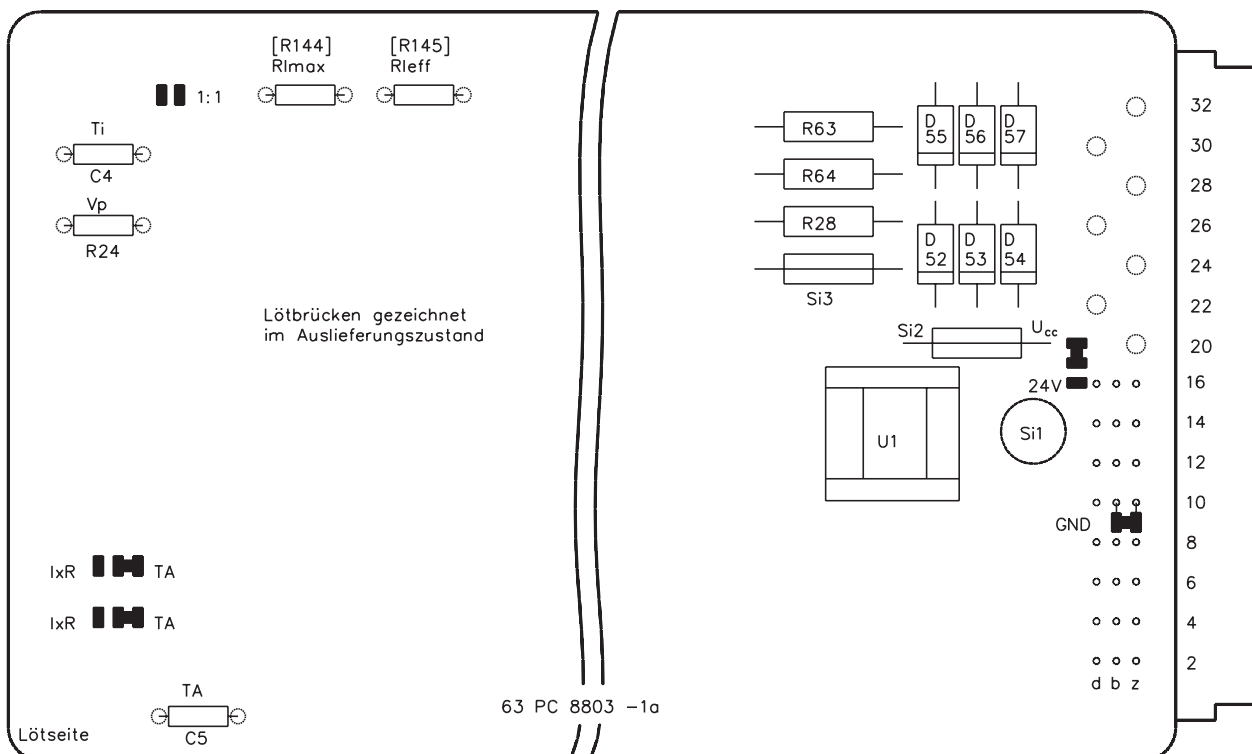 [R144]
RImax
[R145]
RIeff
1:1
Ti
C4
Vp
R24
Lötbrücken gezeichnet
im Auslieferungszustand
IxR
TA
IxR
TA
TA
C5
Lötseite
63 PC 8803 -1a
R63
R64
R28
Si3
D
55
D
56
D
57
D
52
D
53
D
54
Si2
Ucc
24V
U1
Si1
GND
32
30
28
26
24
22
20
16
14
12
10
8
6
4
2
d b z